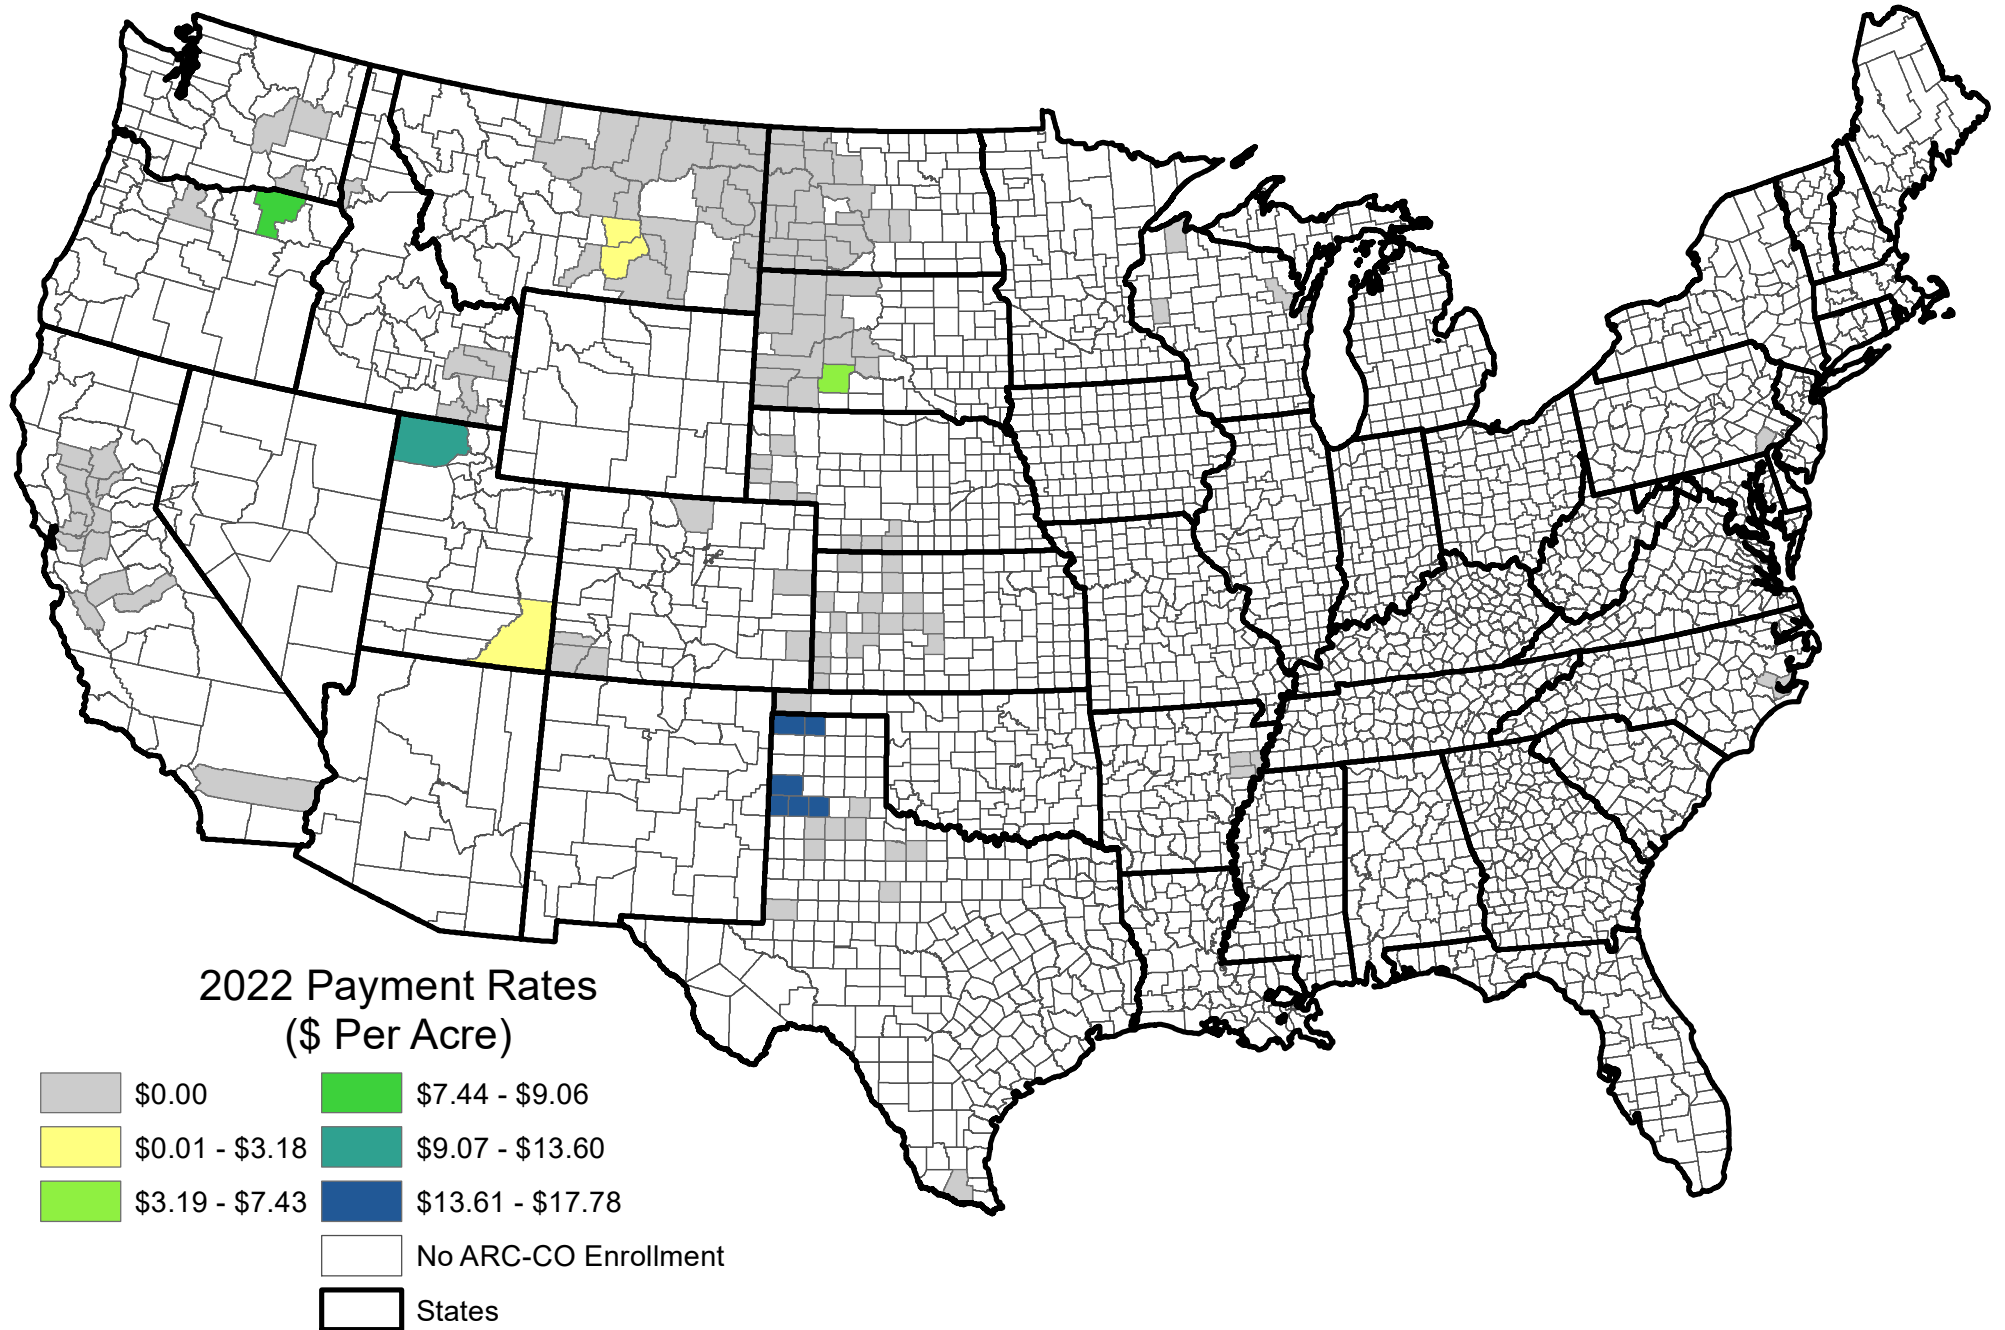 2022 Payment Rates
($ Per Acre)
$0.00
$0.01 - $3.18
$3.19 - $7.43
$7.44 - $9.06
$9.07 - $13.60
$13.61 - $17.78
No ARC-CO Enrollment
States